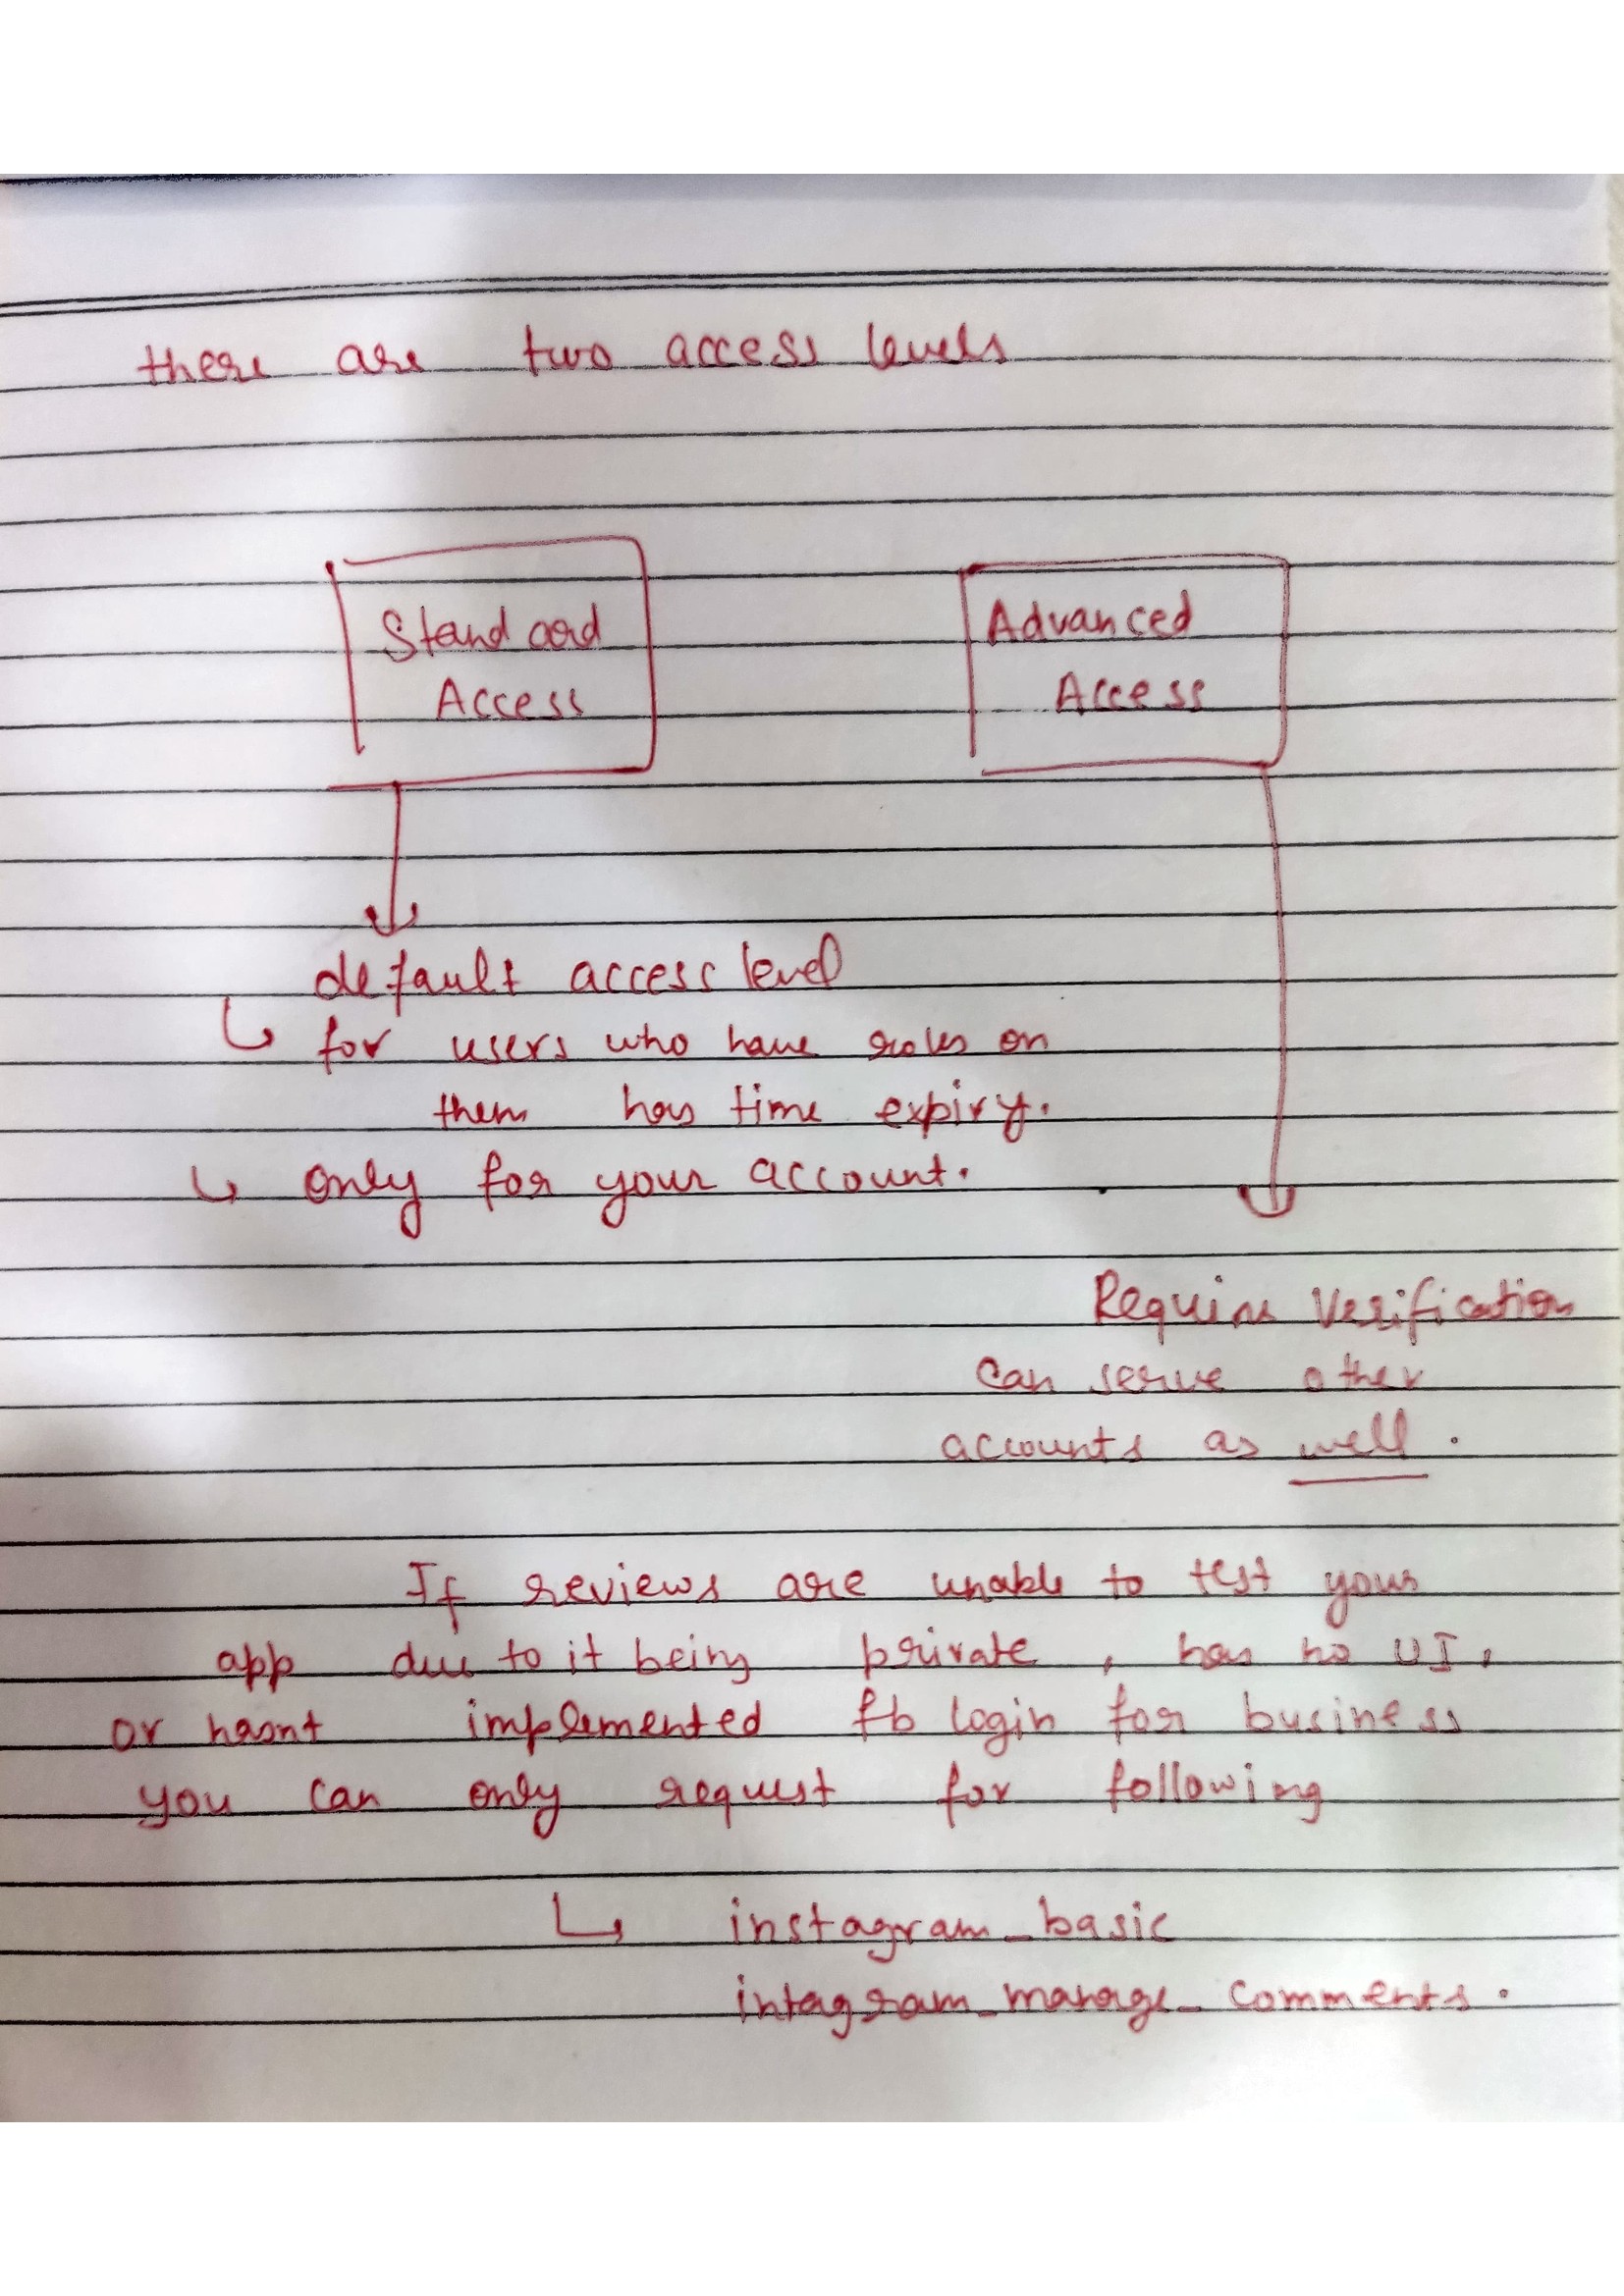 there are two access levels
Standard
Access
Advanced
Access
default access level
for users who have roles on
them has time expiry.
only for your account.
Require Verification
can serve other
accounts as well.
If reviews are unable to test your
app due to it being private, has no UI,
or hasnt implemented fb login for business
you can only request for following
instagram_basic
intagram_manage_comments.